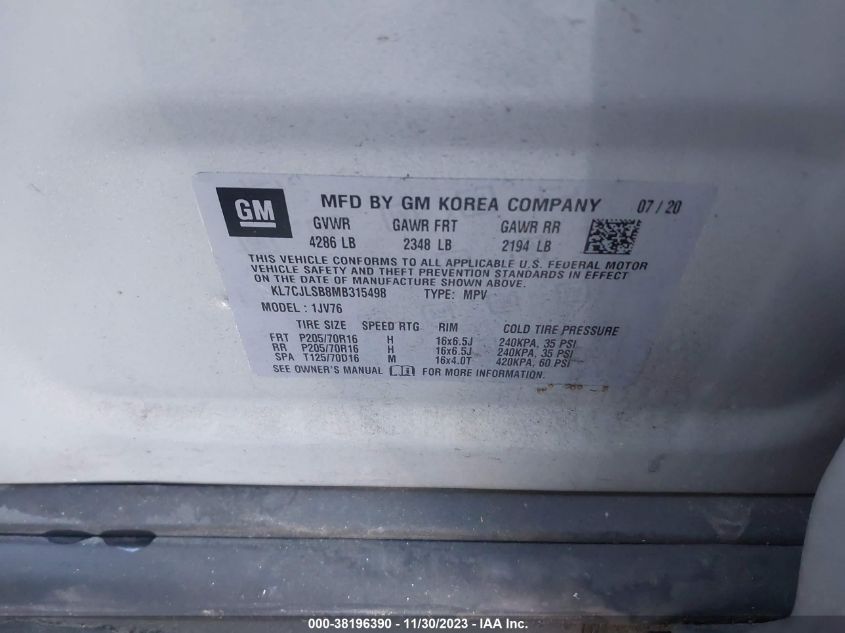 GM
MFD BY GM KOREA COMPANY 07 / 20
GVWR GAWR FRT GAWR RR
4286 LB 2348 LB 2194 LB
THIS VEHICLE CONFORMS TO ALL APPLICABLE U.S. FEDERAL MOTOR
VEHICLE SAFETY AND THEFT PREVENTION STANDARDS IN EFFECT
ON THE DATE OF MANUFACTURE SHOWN ABOVE.
KL7CJLSB8MB315498 TYPE: MPV
MODEL : 1JV76
TIRE SIZE SPEED RTG RIM COLD TIRE PRESSURE
FRT P205/70R16 H 16x6.5J 240KPA, 35 PSI
RR P205/70R16 H 16x6.5J 240KPA, 35 PSI
SPA T125/70D16 M 16x4.0T 420KPA, 60 PSI
SEE OWNER'S MANUAL FOR MORE INFORMATION.
000-38196390 - 11/30/2023 - IAA Inc.